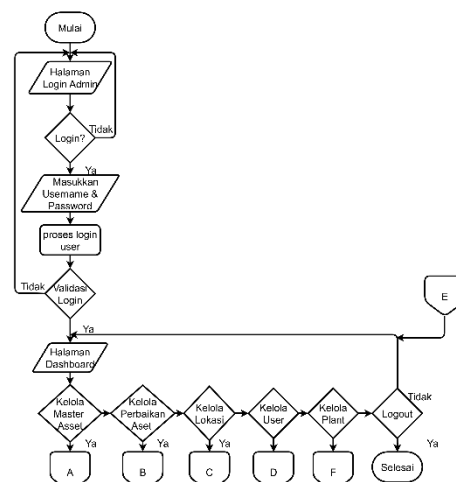 Mulai
Halaman
Login Admin
Tidak
Login?
Ya
Masukkan
Username &
Password
proses login
user
Tidak
Validasi
Login
E
Ya
Halaman
Dashboard
Tidak
Kelola
Master
Asset
Kelola
Perbaikan
Aset
Kelola
Lokasi
Kelola
User
Kelola
Plant
Logout
Ya
Ya
Ya
Ya
Ya
Ya
A
B
C
D
F
Selesai